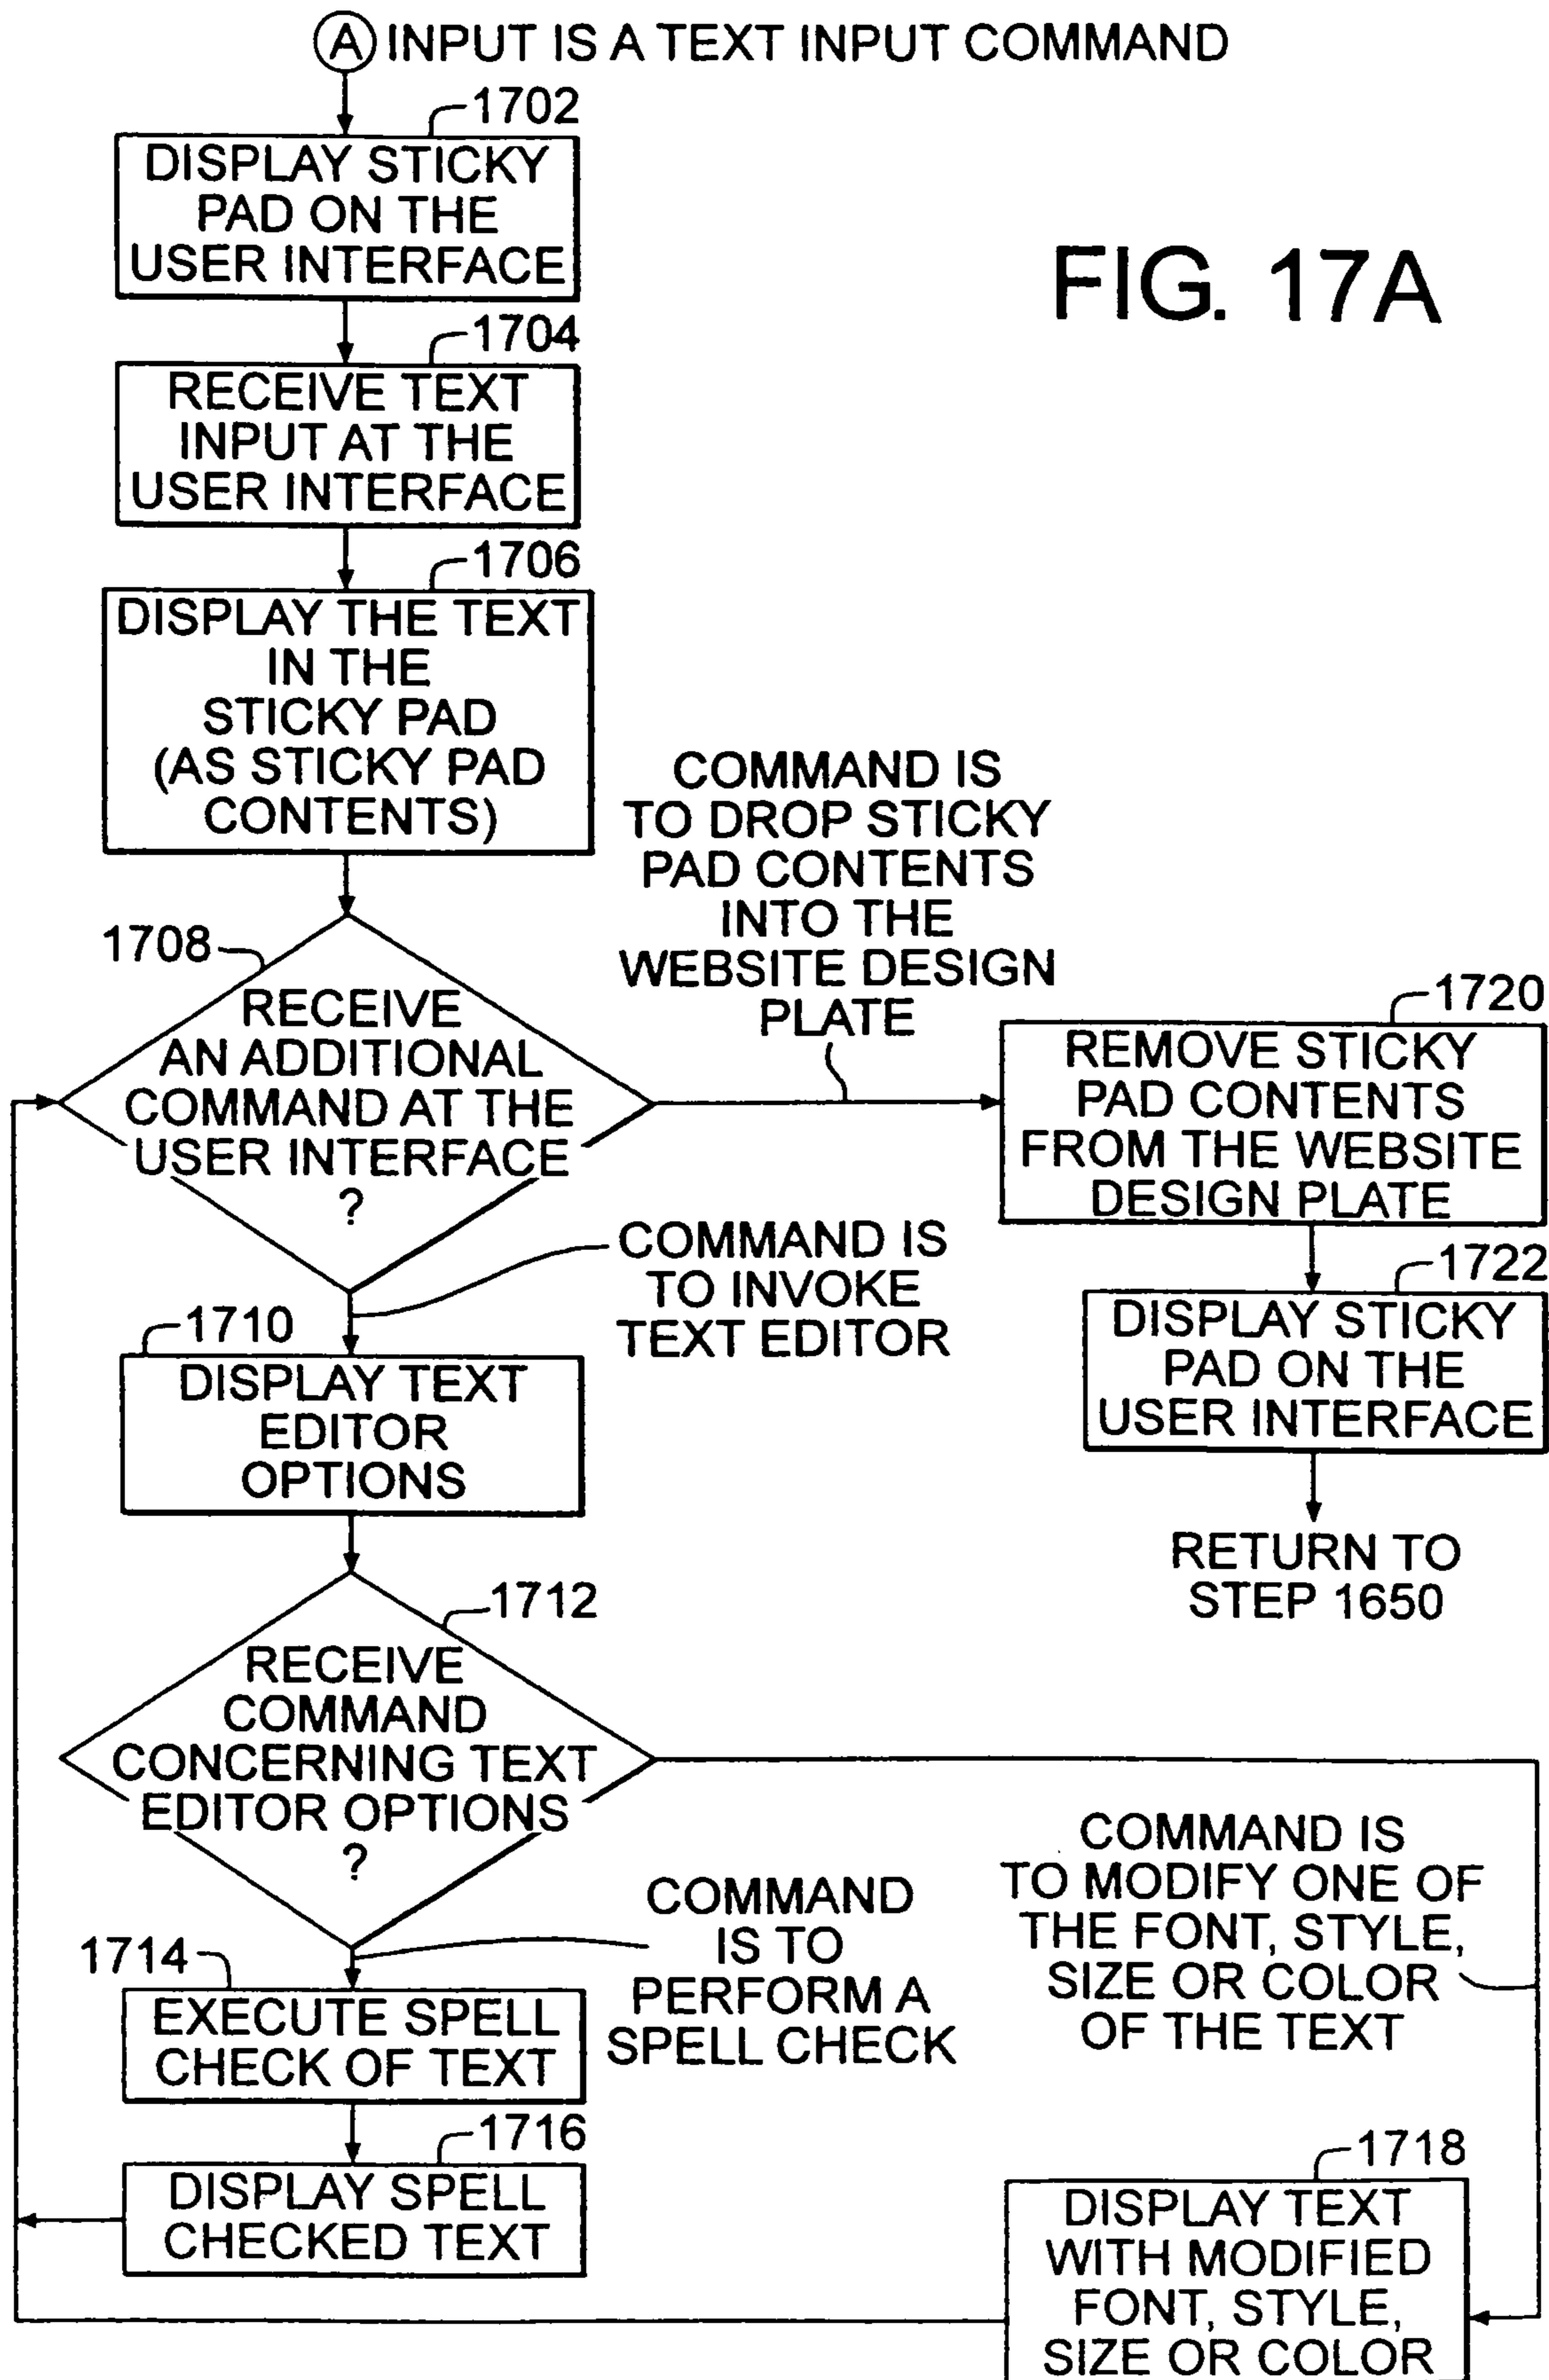 A INPUT IS A TEXT INPUT COMMAND
1702
DISPLAY STICKY
PAD ON THE
USER INTERFACE
FIG. 17A
1704
RECEIVE TEXT
INPUT AT THE
USER INTERFACE
1706
DISPLAY THE TEXT
IN THE
STICKY PAD
(AS STICKY PAD
CONTENTS)
COMMAND IS
TO DROP STICKY
PAD CONTENTS
INTO THE
WEBSITE DESIGN
PLATE
1708
RECEIVE
AN ADDITIONAL
COMMAND AT THE
USER INTERFACE
?
1720
REMOVE STICKY
PAD CONTENTS
FROM THE WEBSITE
DESIGN PLATE
COMMAND IS
TO INVOKE
TEXT EDITOR
1722
DISPLAY STICKY
PAD ON THE
USER INTERFACE
RETURN TO
STEP 1650
1710
DISPLAY TEXT
EDITOR
OPTIONS
1712
RECEIVE
COMMAND
CONCERNING TEXT
EDITOR OPTIONS
?
COMMAND
IS TO
PERFORM A
SPELL CHECK
COMMAND IS
TO MODIFY ONE OF
THE FONT, STYLE,
SIZE OR COLOR
OF THE TEXT
1714
EXECUTE SPELL
CHECK OF TEXT
1716
DISPLAY SPELL
CHECKED TEXT
1718
DISPLAY TEXT
WITH MODIFIED
FONT, STYLE,
SIZE OR COLOR